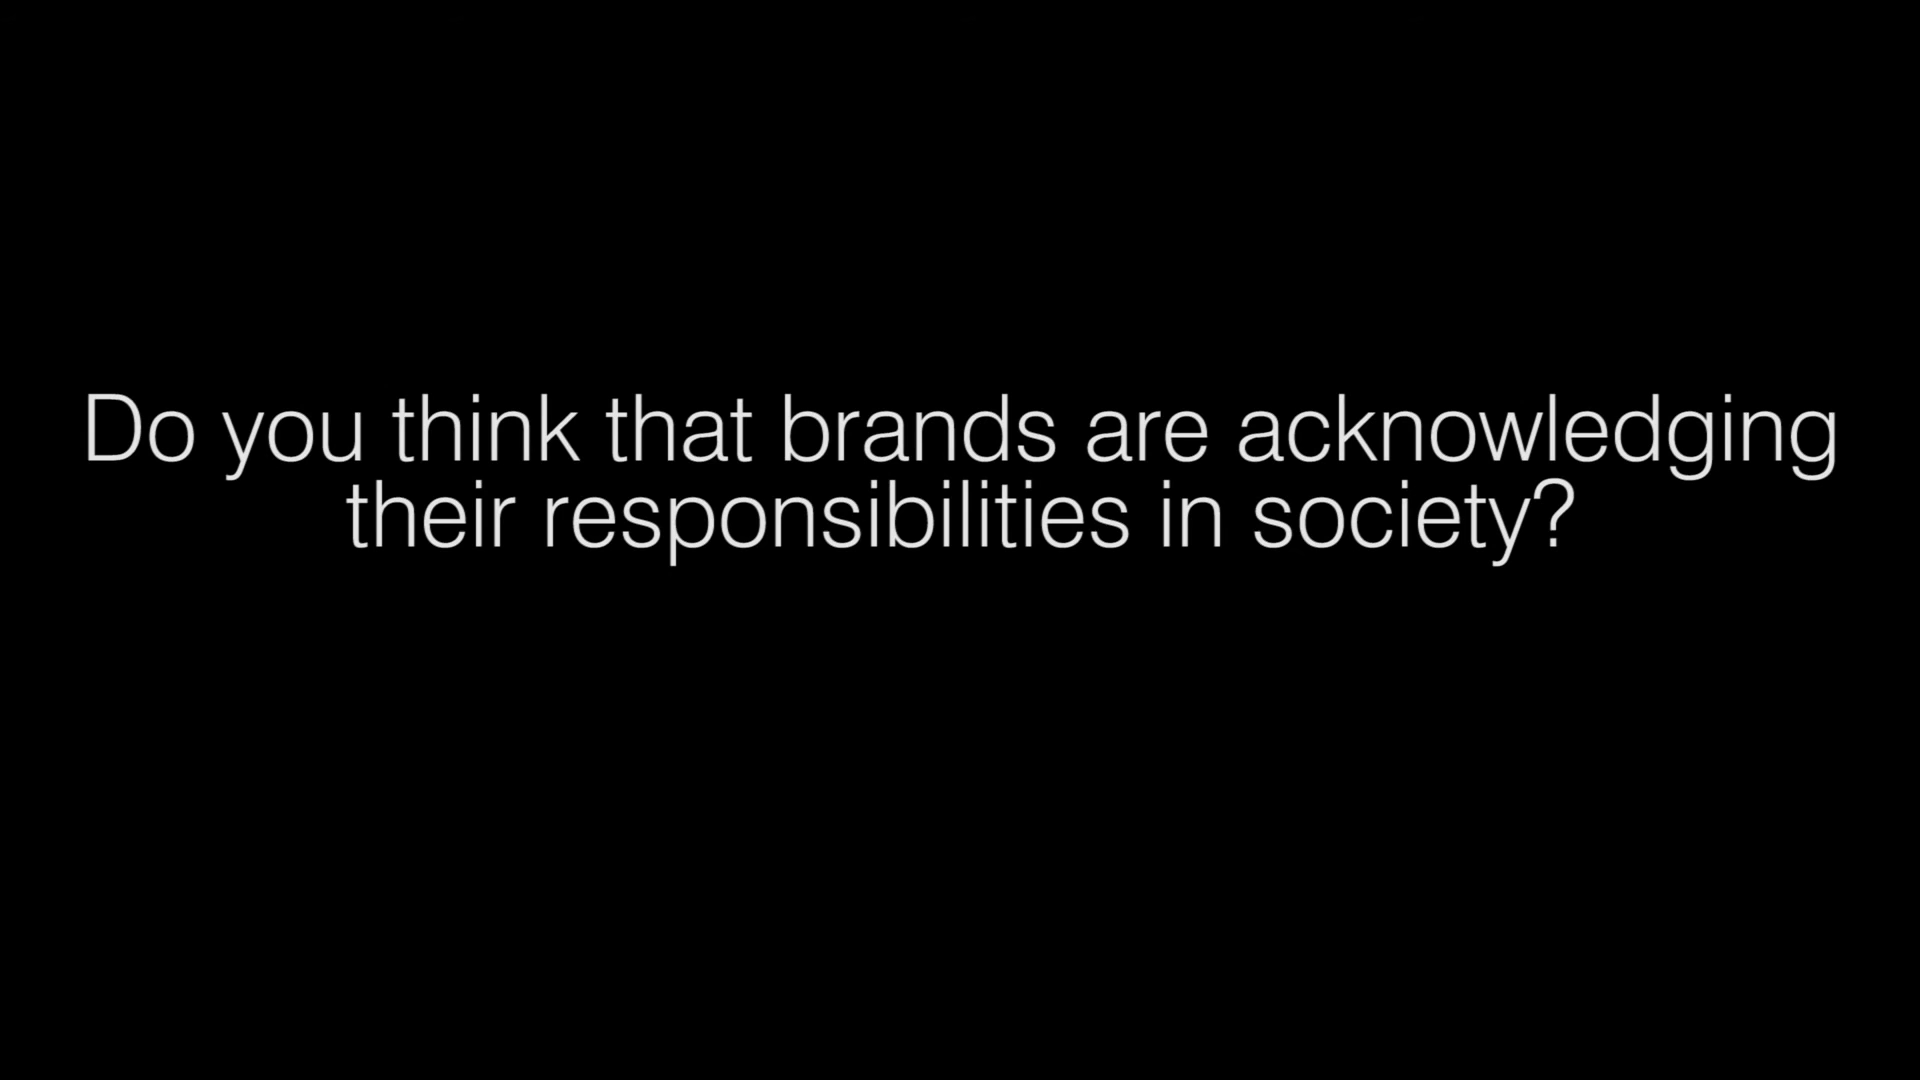 Do you think that brands are acknowledging
their responsibilities in society?